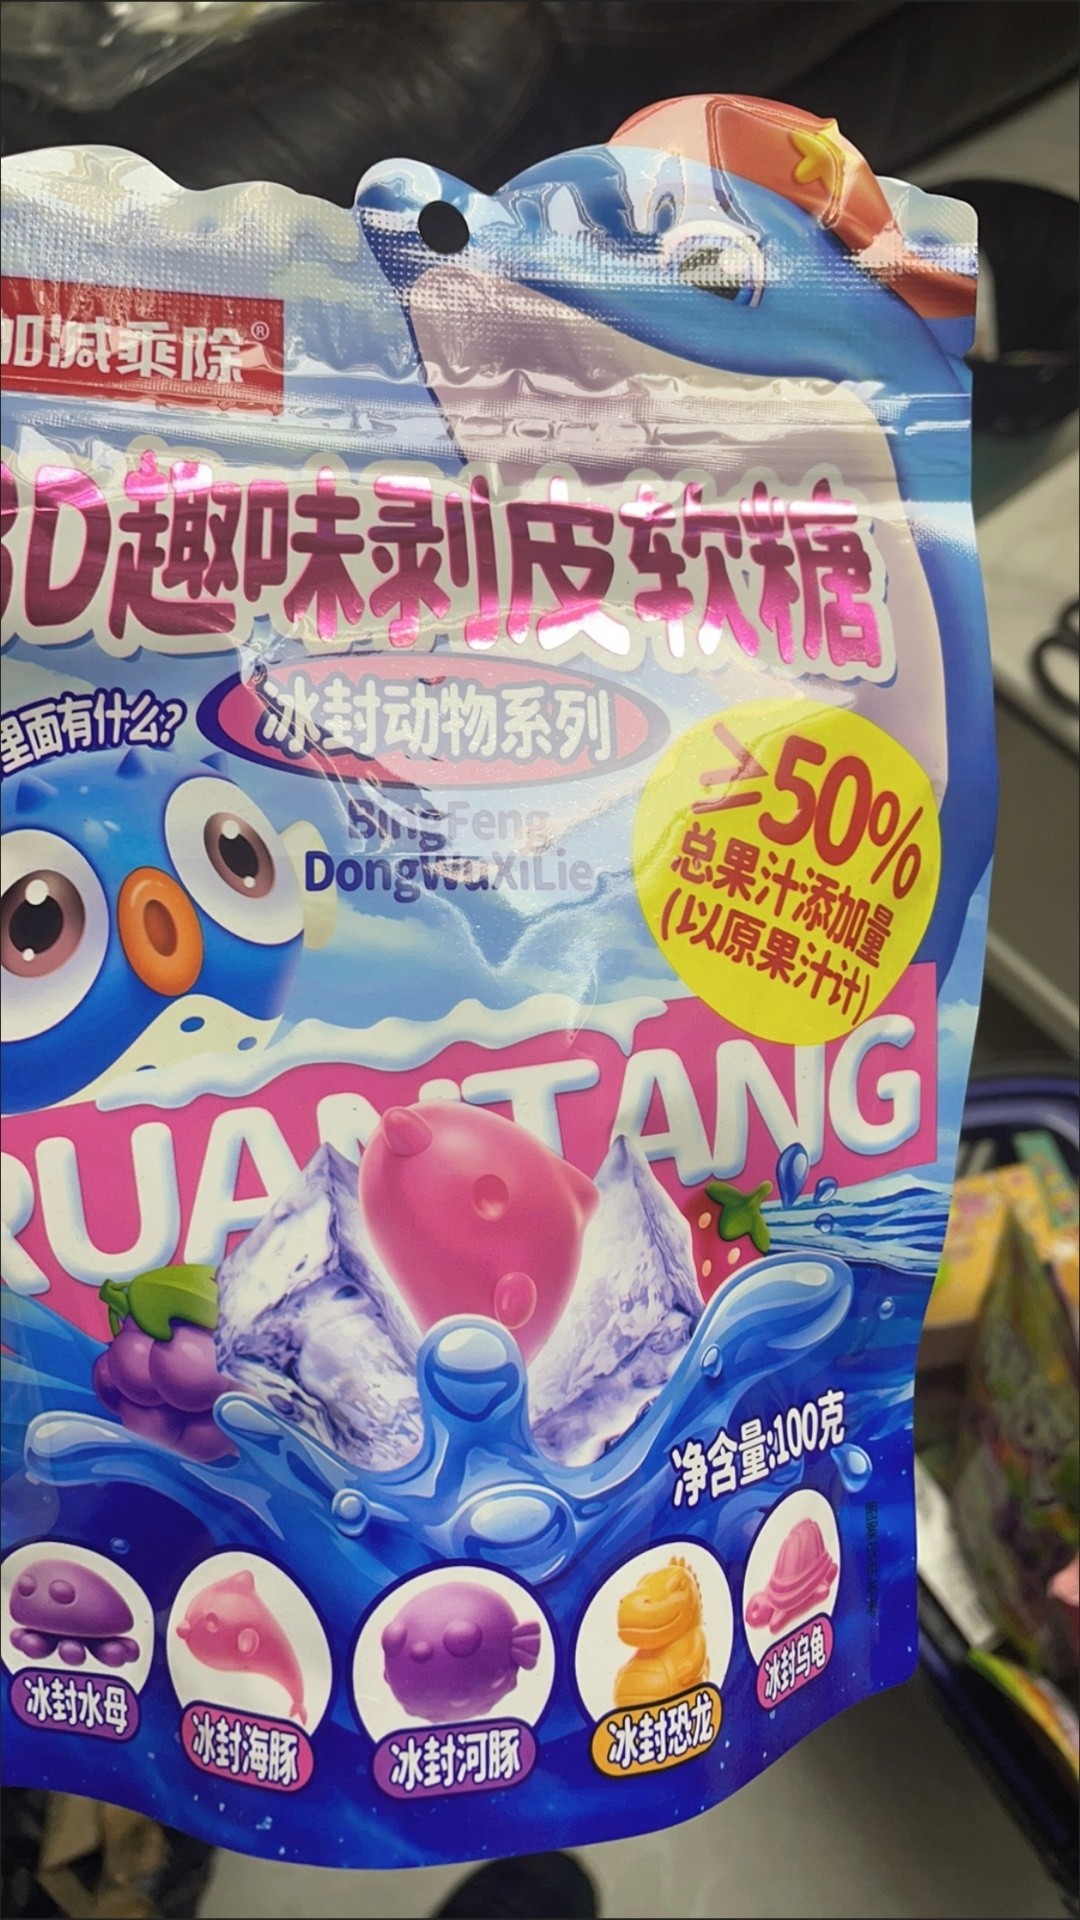 加减乘除®
3D趣味剥皮软糖
里面有什么?
冰封动物系列
BingFeng
DongWuXiLie
≥50%
总果汁添加量
(以原果汁计)
RUANTANG
净含量:100克
冰封水母
冰封海豚
冰封河豚
冰封恐龙
冰封乌龟